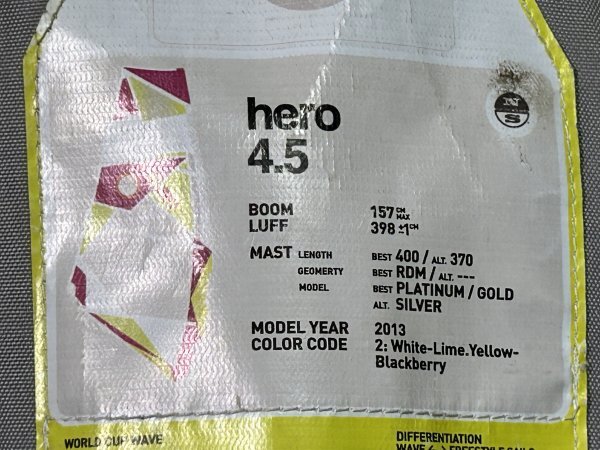 hero
4.5
N
S
BOOM 157 CM MAX
LUFF 398 ±1CM
MAST LENGTH BEST 400 / ALT. 370
GEOMERTY BEST RDM / ALT. ---
MODEL BEST PLATINUM / GOLD
ALT. SILVER
MODEL YEAR 2013
COLOR CODE 2: White-Lime.Yellow-
Blackberry
WORLD CUP WAVE DIFFERENTIATION